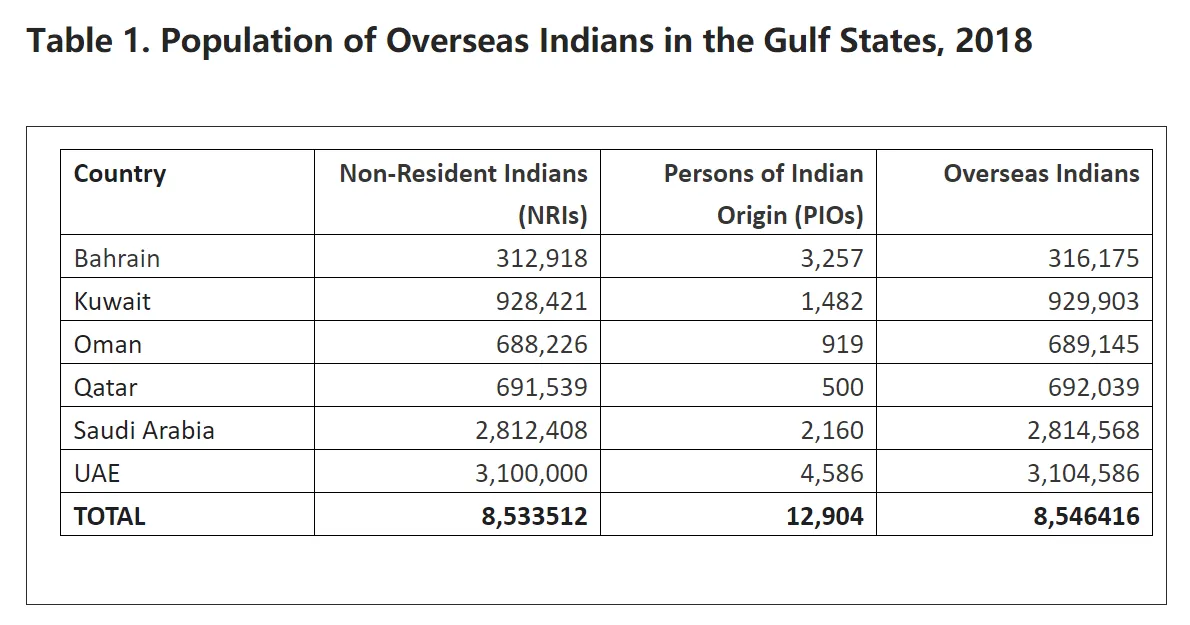 Table 1. Population of Overseas Indians in the Gulf States, 2018
Country Non-Resident Indians Persons of Indian Overseas Indians
(NRIs) Origin (PIOs)
Bahrain 312,918 3,257 316,175
Kuwait 928,421 1,482 929,903
Oman 688,226 919 689,145
Qatar 691,539 500 692,039
Saudi Arabia 2,812,408 2,160 2,814,568
UAE 3,100,000 4,586 3,104,586
TOTAL 8,533512 12,904 8,546416